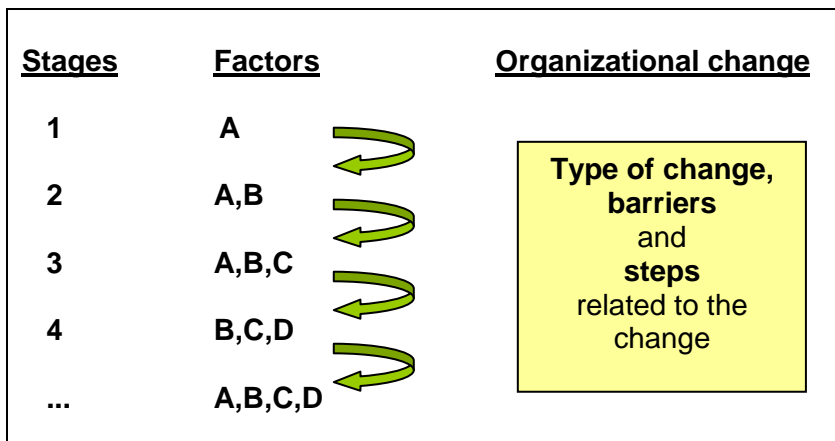 Stages Factors Organizational change
1 A
2 A,B
3 A,B,C
4 B,C,D
... A,B,C,D
Type of change,
barriers
and
steps
related to the
change